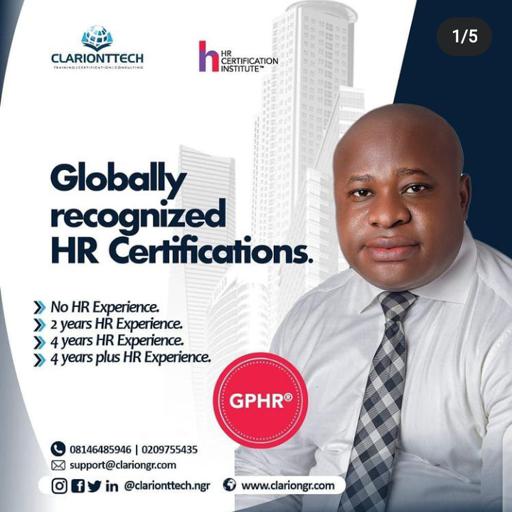 1/5
CLARIONTTECH
TRAINING|CERTIFICATION|CONSULTING
HR
CERTIFICATION
INSTITUTE™
Globally
recognized
HR Certifications.
No HR Experience.
2 years HR Experience.
4 years HR Experience.
4 years plus HR Experience.
GPHR®
08146485946 | 0209755435
support@clariongr.com
@clarionttech.ngr www.clariongr.com